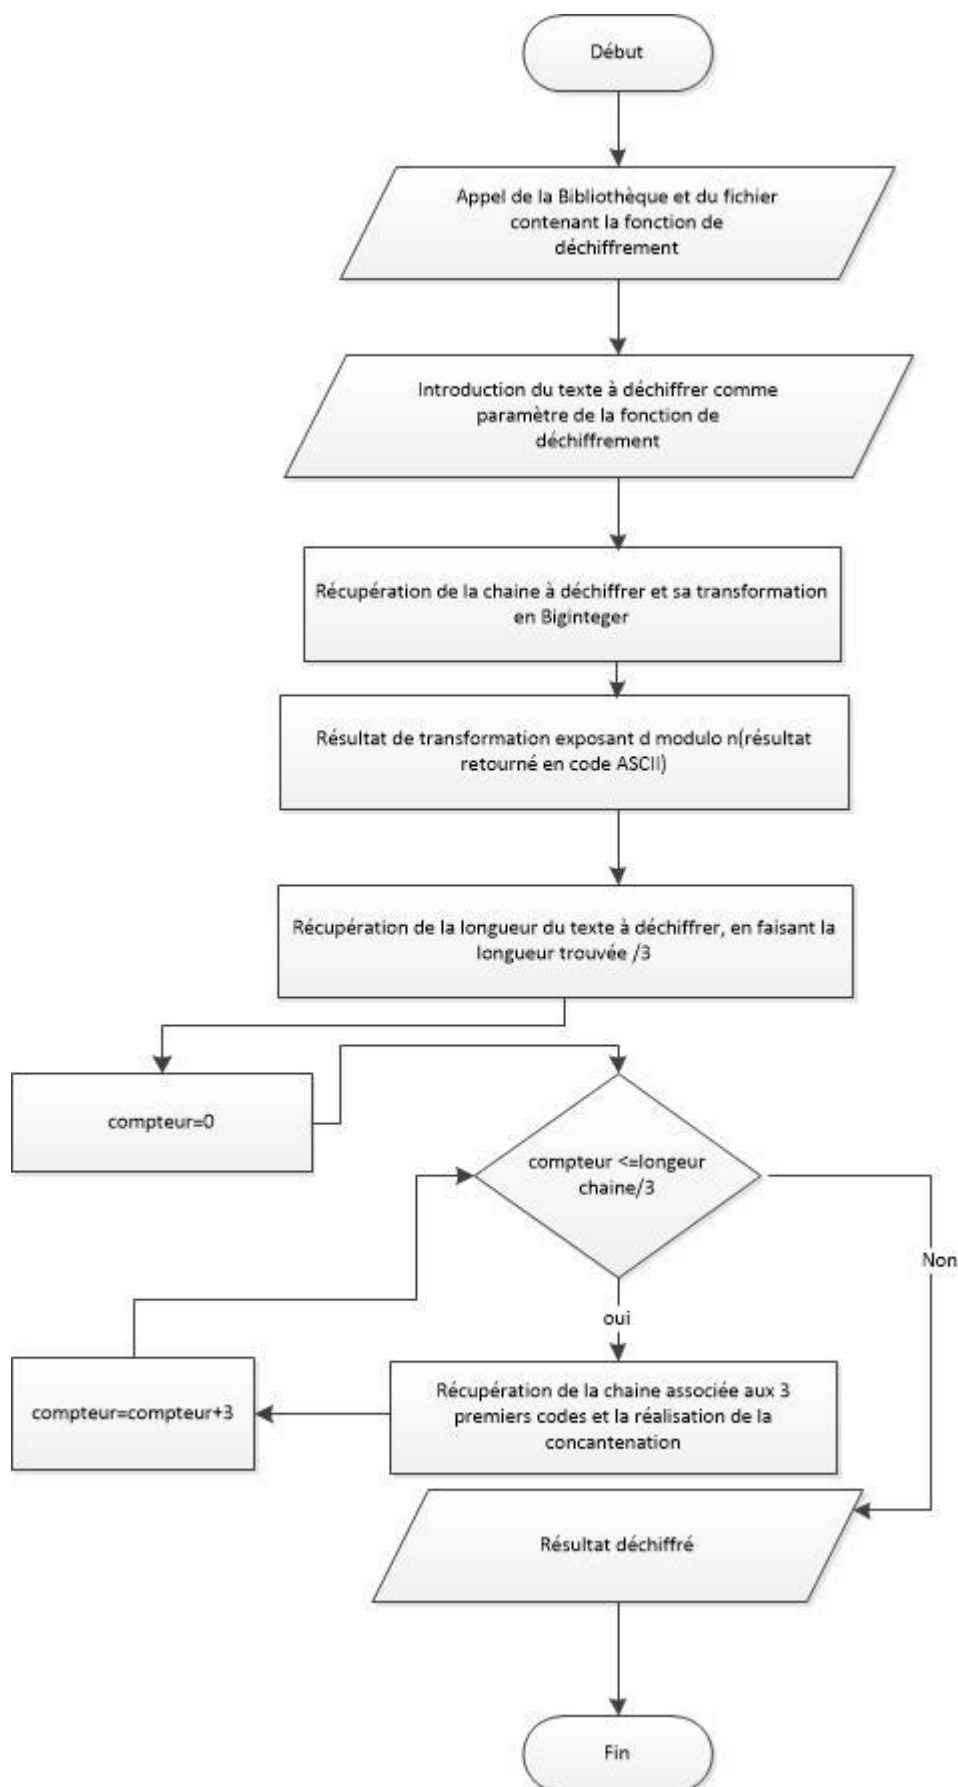 Début
Appel de la Bibliothèque et du fichier
contenant la fonction de
déchiffrement
Introduction du texte à déchiffrer comme
paramètre de la fonction de
déchiffrement
Récupération de la chaine à déchiffrer et sa transformation
en Biginteger
Résultat de transformation exposant d modulo n(résultat
retourné en code ASCII)
Récupération de la longueur du texte à déchiffrer, en faisant la
longueur trouvée /3
compteur=0
compteur <=longeur
chaine/3
Non
oui
Récupération de la chaine associée aux 3
premiers codes et la réalisation de la
concantenation
compteur=compteur+3
Résultat déchiffré
Fin